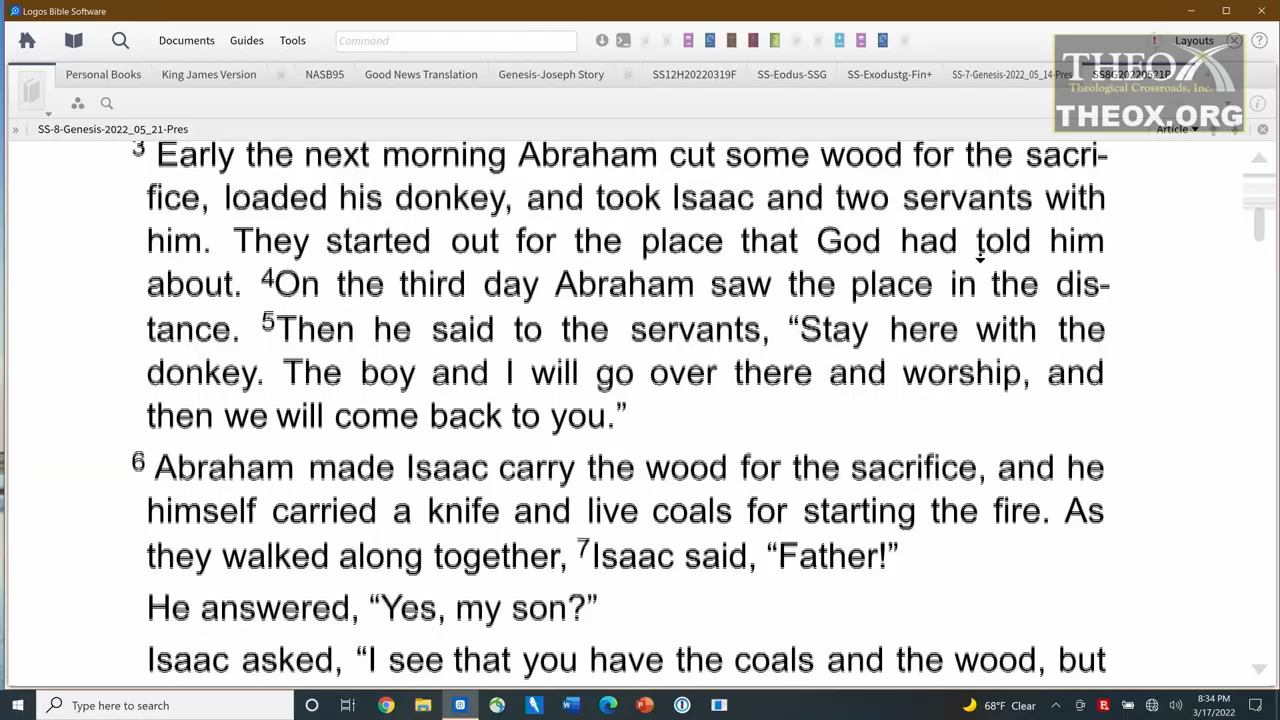 Logos Bible Software
Documents Guides Tools Command Layouts
Personal Books King James Version NASB95 Good News Translation Genesis-Joseph Story SS12H20220319F SS-Eodus-SSG SS-Exodustg-Fin+ SS-7-Genesis-2022_05_14-Pres SS8G20220521P
THEO
Theological Crossroads, Inc.
THEOX.ORG
» SS-8-Genesis-2022_05_21-Pres Article
3 Early the next morning Abraham cut some wood for the sacri-
fice, loaded his donkey, and took Isaac and two servants with
him. They started out for the place that God had told him
about. 4On the third day Abraham saw the place in the dis-
tance. 5Then he said to the servants, “Stay here with the
donkey. The boy and I will go over there and worship, and
then we will come back to you.”
6 Abraham made Isaac carry the wood for the sacrifice, and he
himself carried a knife and live coals for starting the fire. As
they walked along together, 7Isaac said, “Father!”
He answered, “Yes, my son?”
Isaac asked, “I see that you have the coals and the wood, but
Type here to search 68°F Clear 8:34 PM
3/17/2022